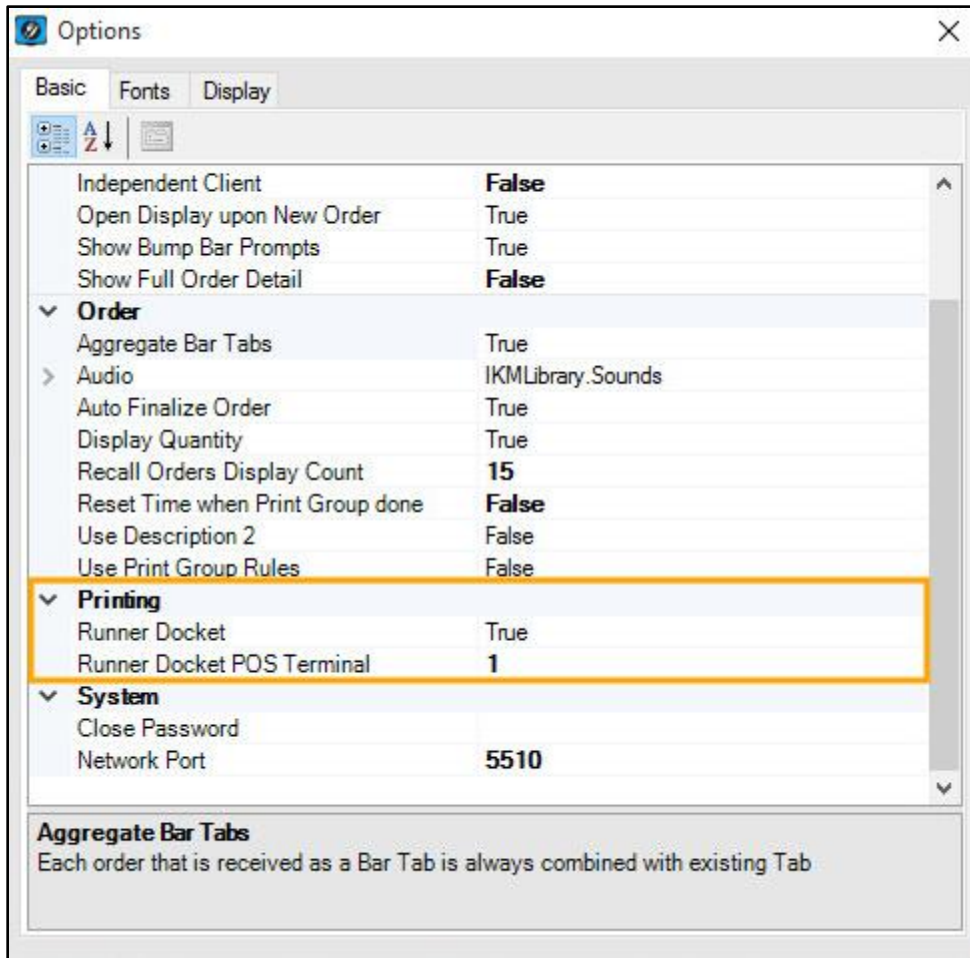 Options
Basic Fonts Display
Independent Client False
Open Display upon New Order True
Show Bump Bar Prompts True
Show Full Order Detail False
Order
Aggregate Bar Tabs True
Audio IKMLibrary.Sounds
Auto Finalize Order True
Display Quantity True
Recall Orders Display Count 15
Reset Time when Print Group done False
Use Description 2 False
Use Print Group Rules False
Printing
Runner Docket True
Runner Docket POS Terminal 1
System
Close Password
Network Port 5510
Aggregate Bar Tabs
Each order that is received as a Bar Tab is always combined with existing Tab